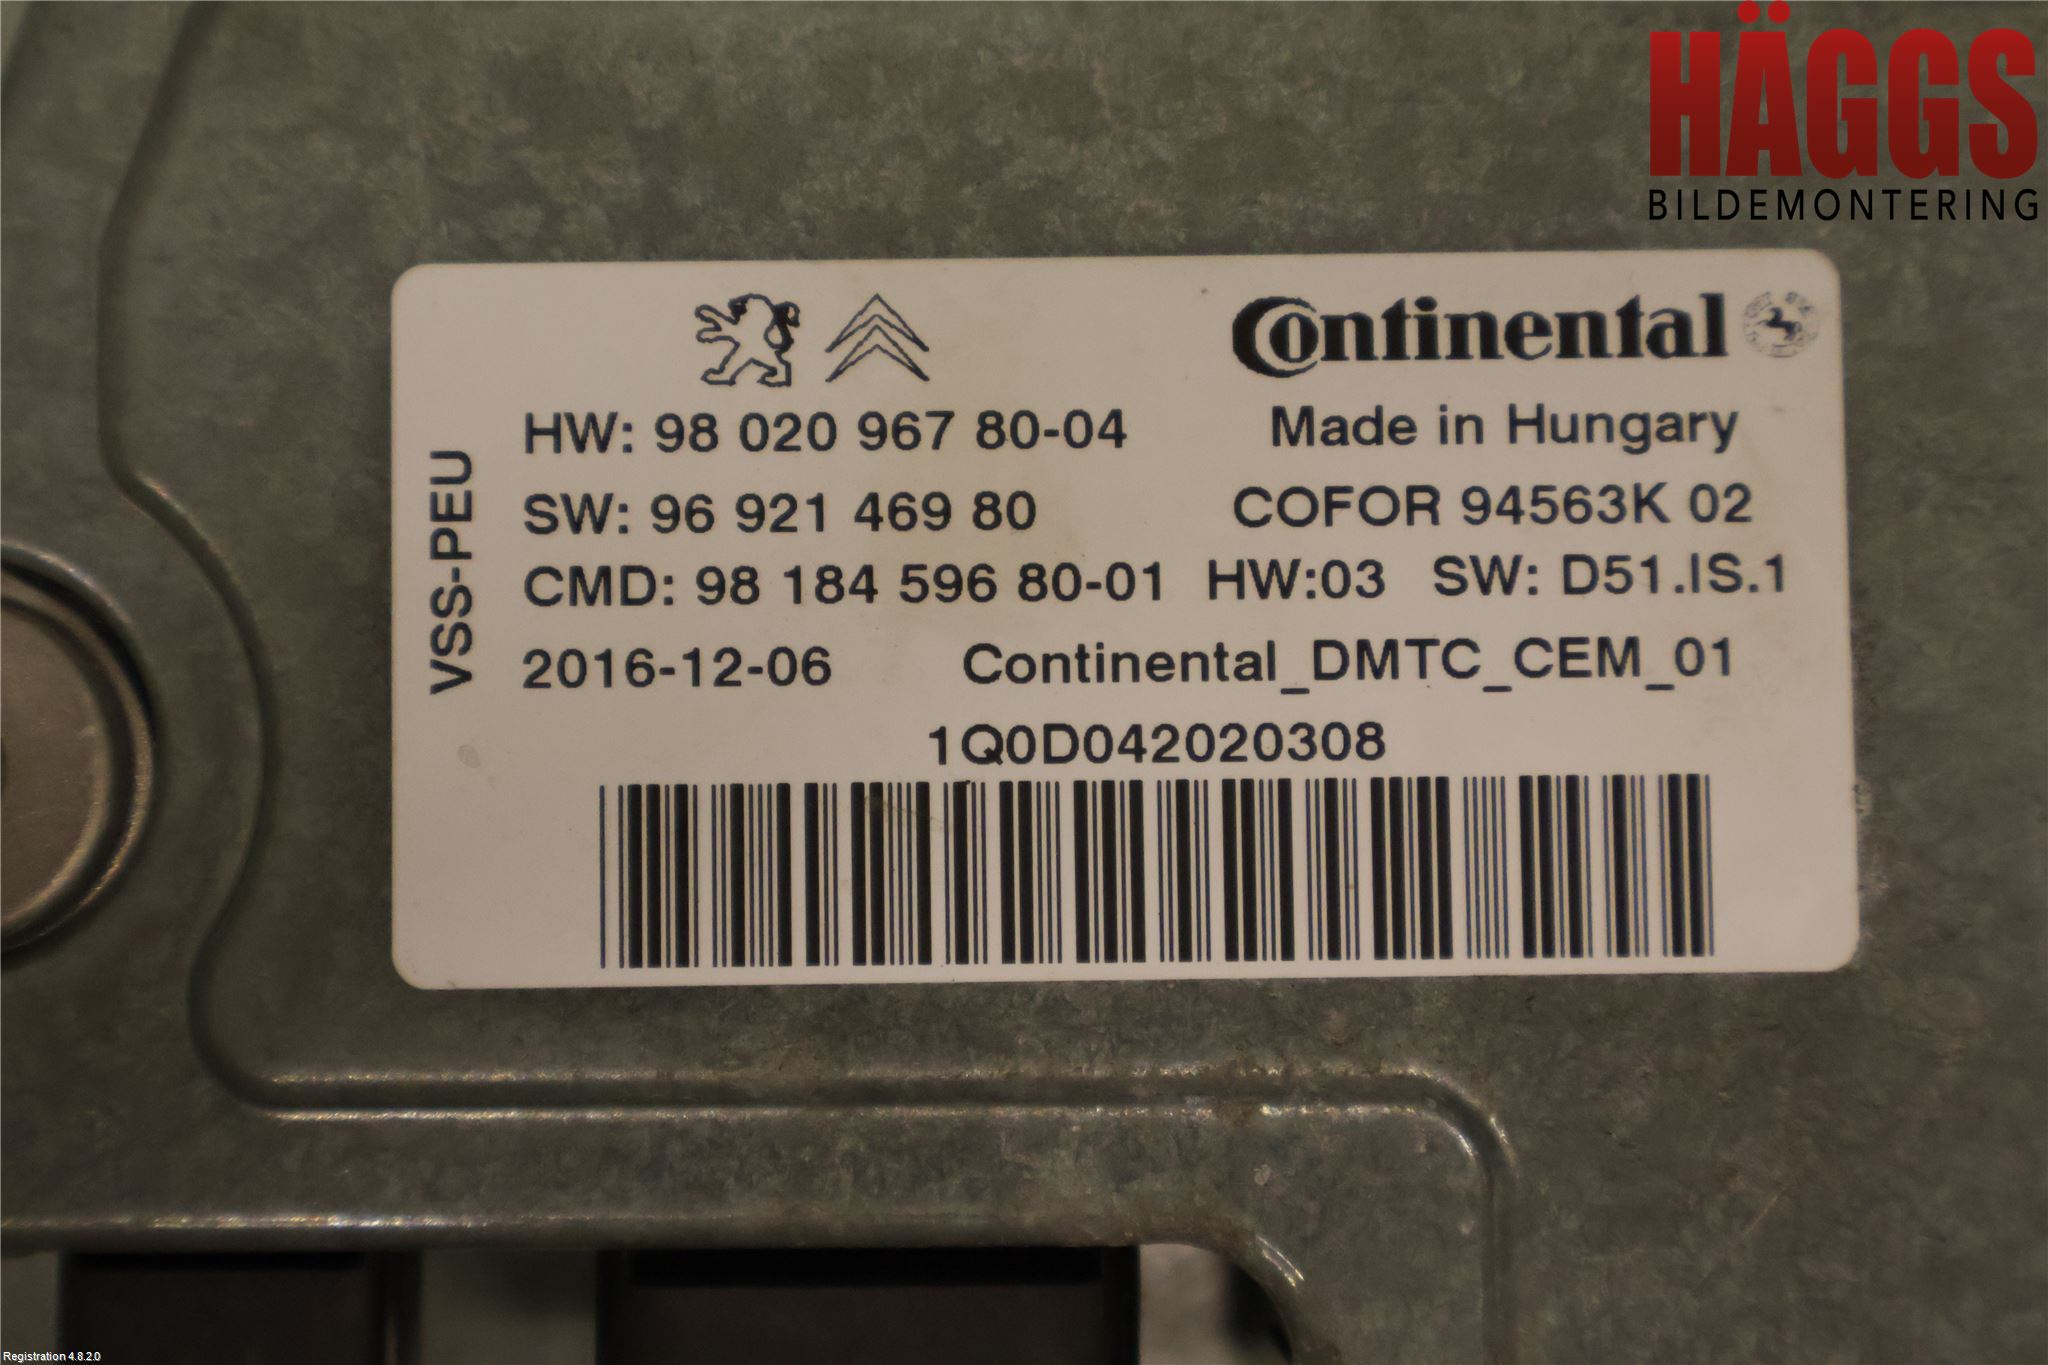 HÄGGS
BILDEMONTERING
Continental
VSS-PEU
HW: 98 020 967 80-04
Made in Hungary
SW: 96 921 469 80
COFOR 94563K 02
CMD: 98 184 596 80-01 HW:03 SW: D51.IS.1
2016-12-06 Continental_DMTC_CEM_01
1Q0D042020308
Registration 4.8.2.0